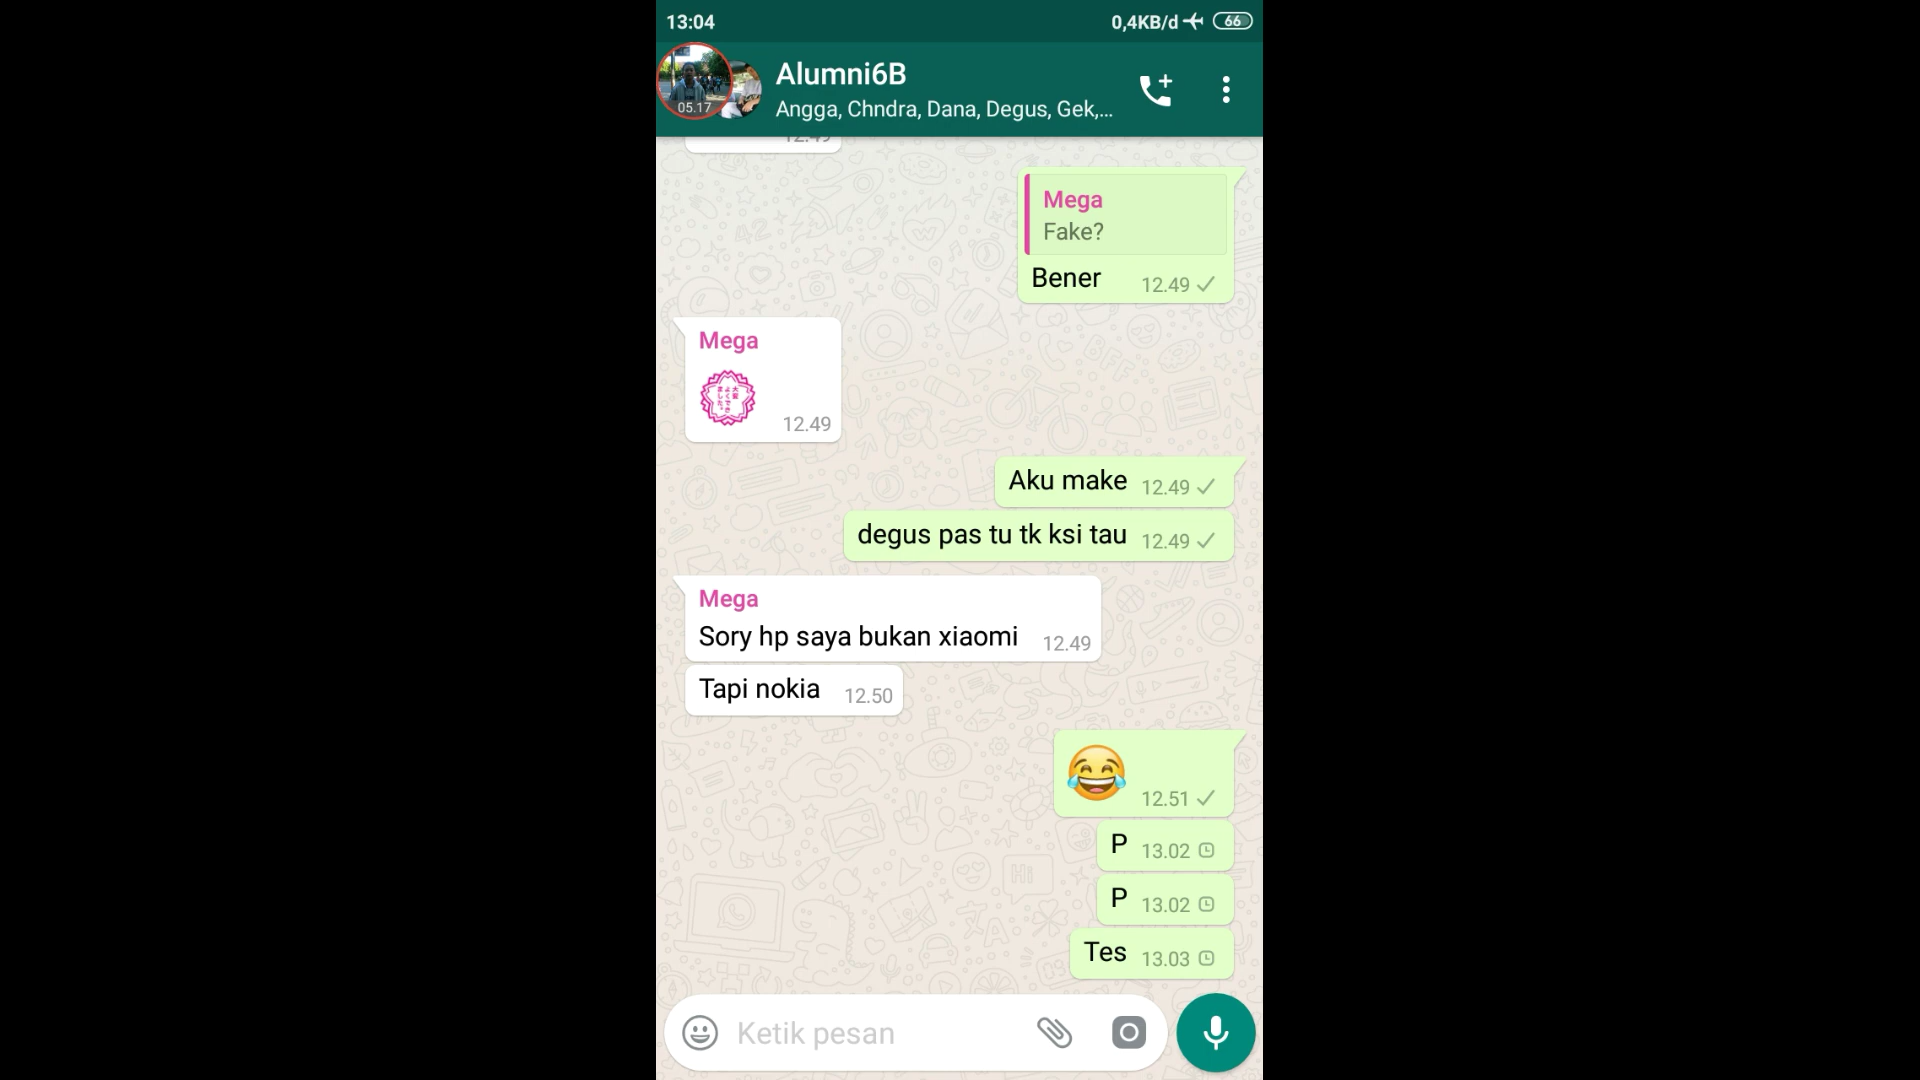 13:04
0,4KB/d
66
05.17
Alumni6B
Angga, Chndra, Dana, Degus, Gek,...
12.49
Mega
Fake?
Bener 12.49
Mega
💮
12.49
Aku make 12.49
degus pas tu tk ksi tau 12.49
Mega
Sory hp saya bukan xiaomi 12.49
Tapi nokia 12.50
😂 12.51
P 13.02
P 13.02
Tes 13.03
Ketik pesan